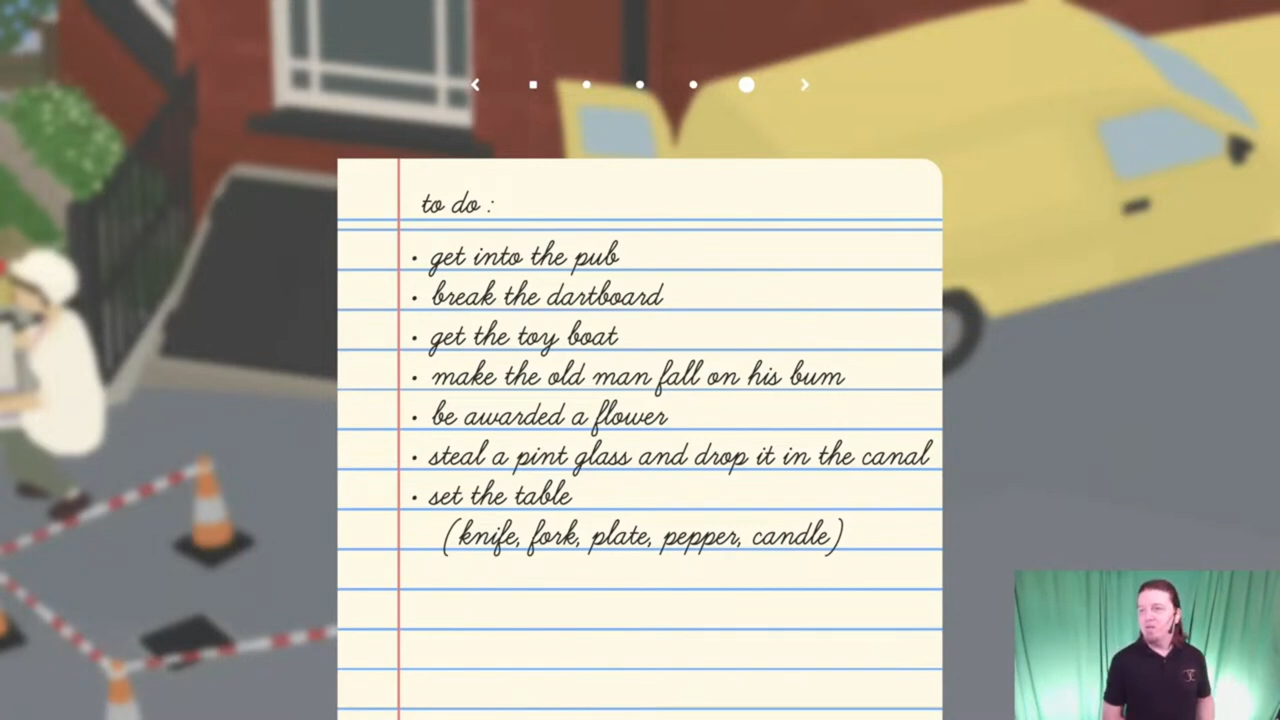 to do :
• get into the pub
• break the dartboard
• get the toy boat
• make the old man fall on his bum
• be awarded a flower
• steal a pint glass and drop it in the canal
• set the table
(knife, fork, plate, pepper, candle)